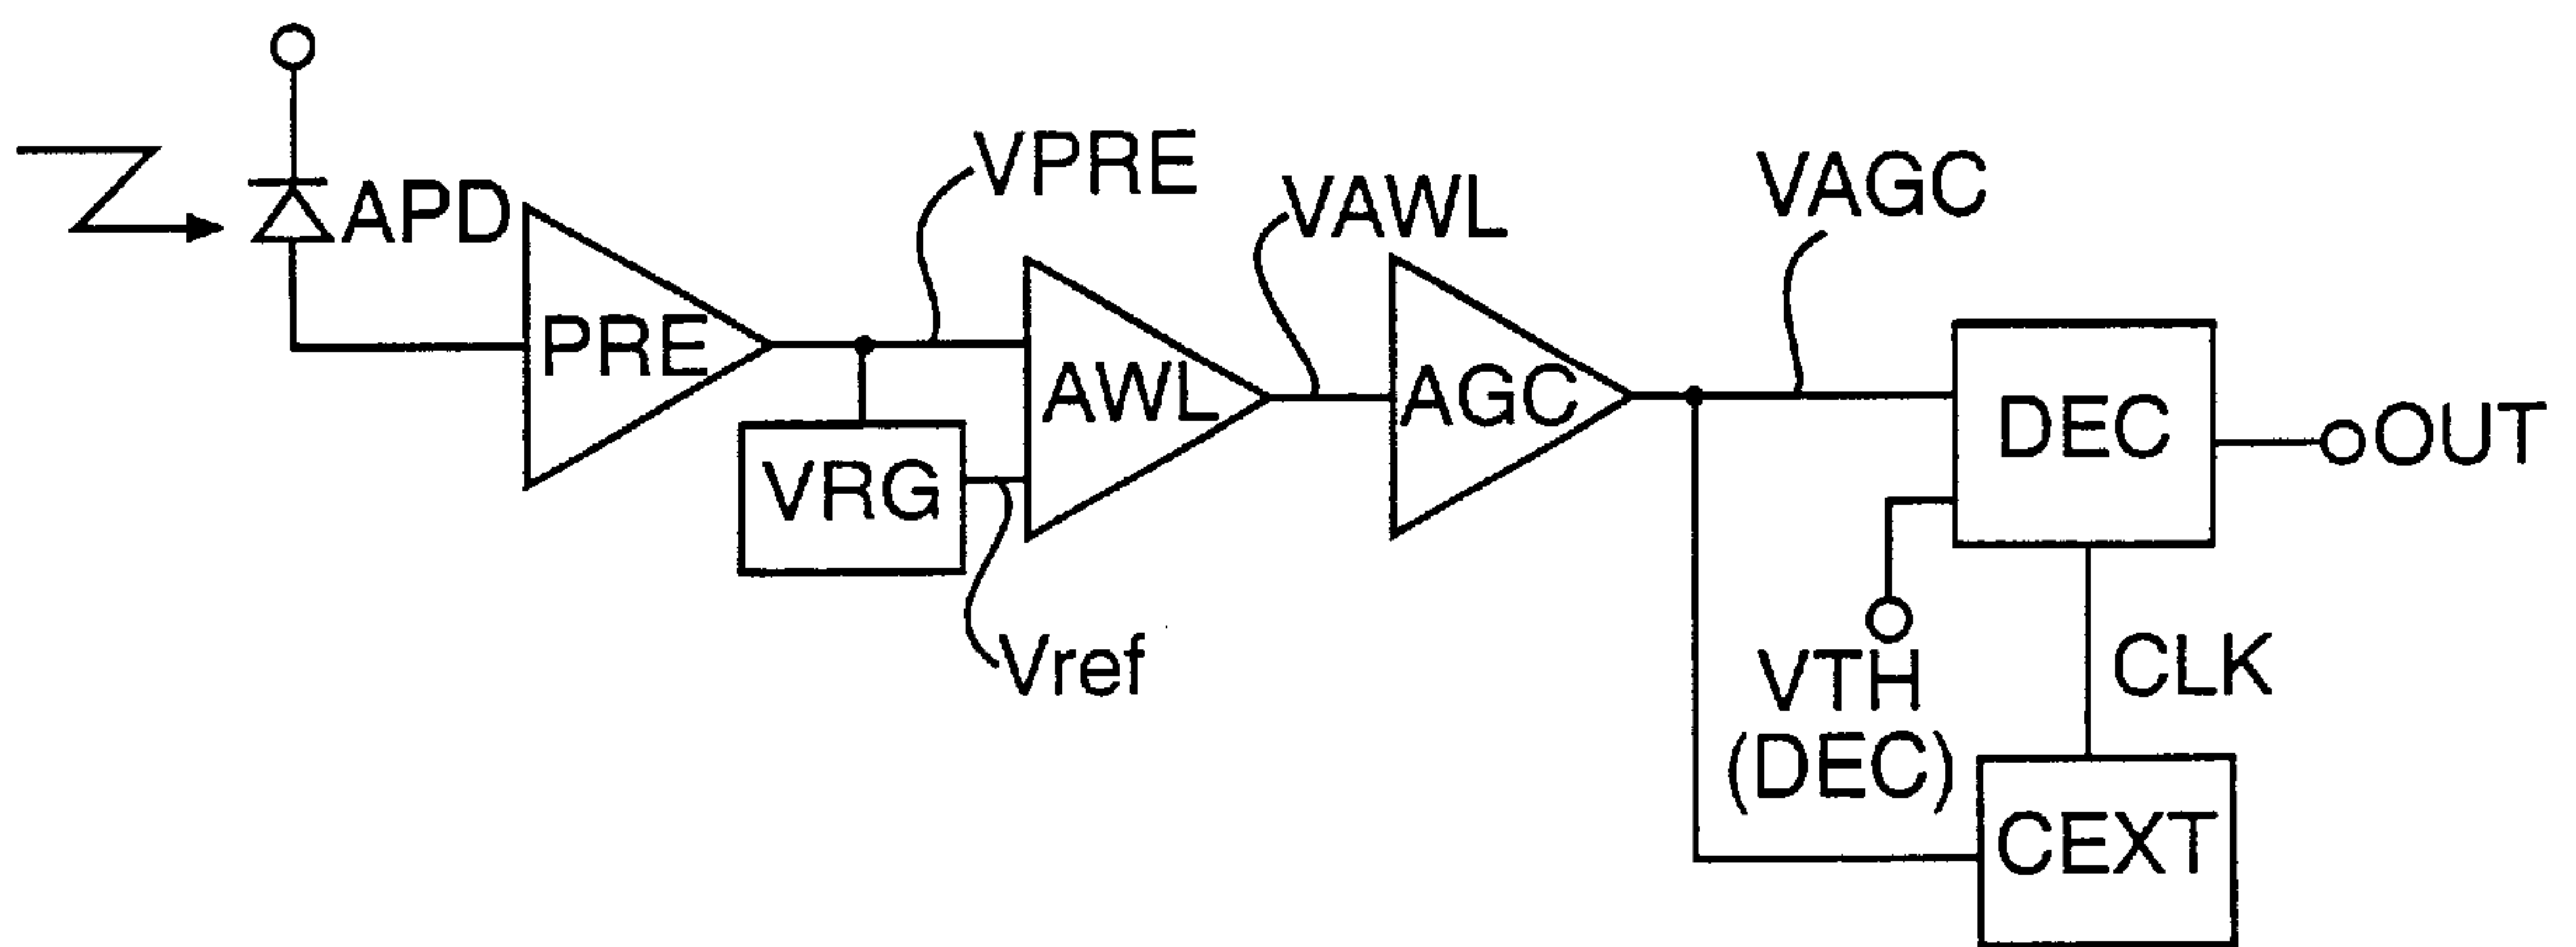 APD
PRE
VPRE
VRG
Vref
AWL
VAWL
AGC
VAGC
DEC
OUT
VTH
(DEC)
CLK
CEXT